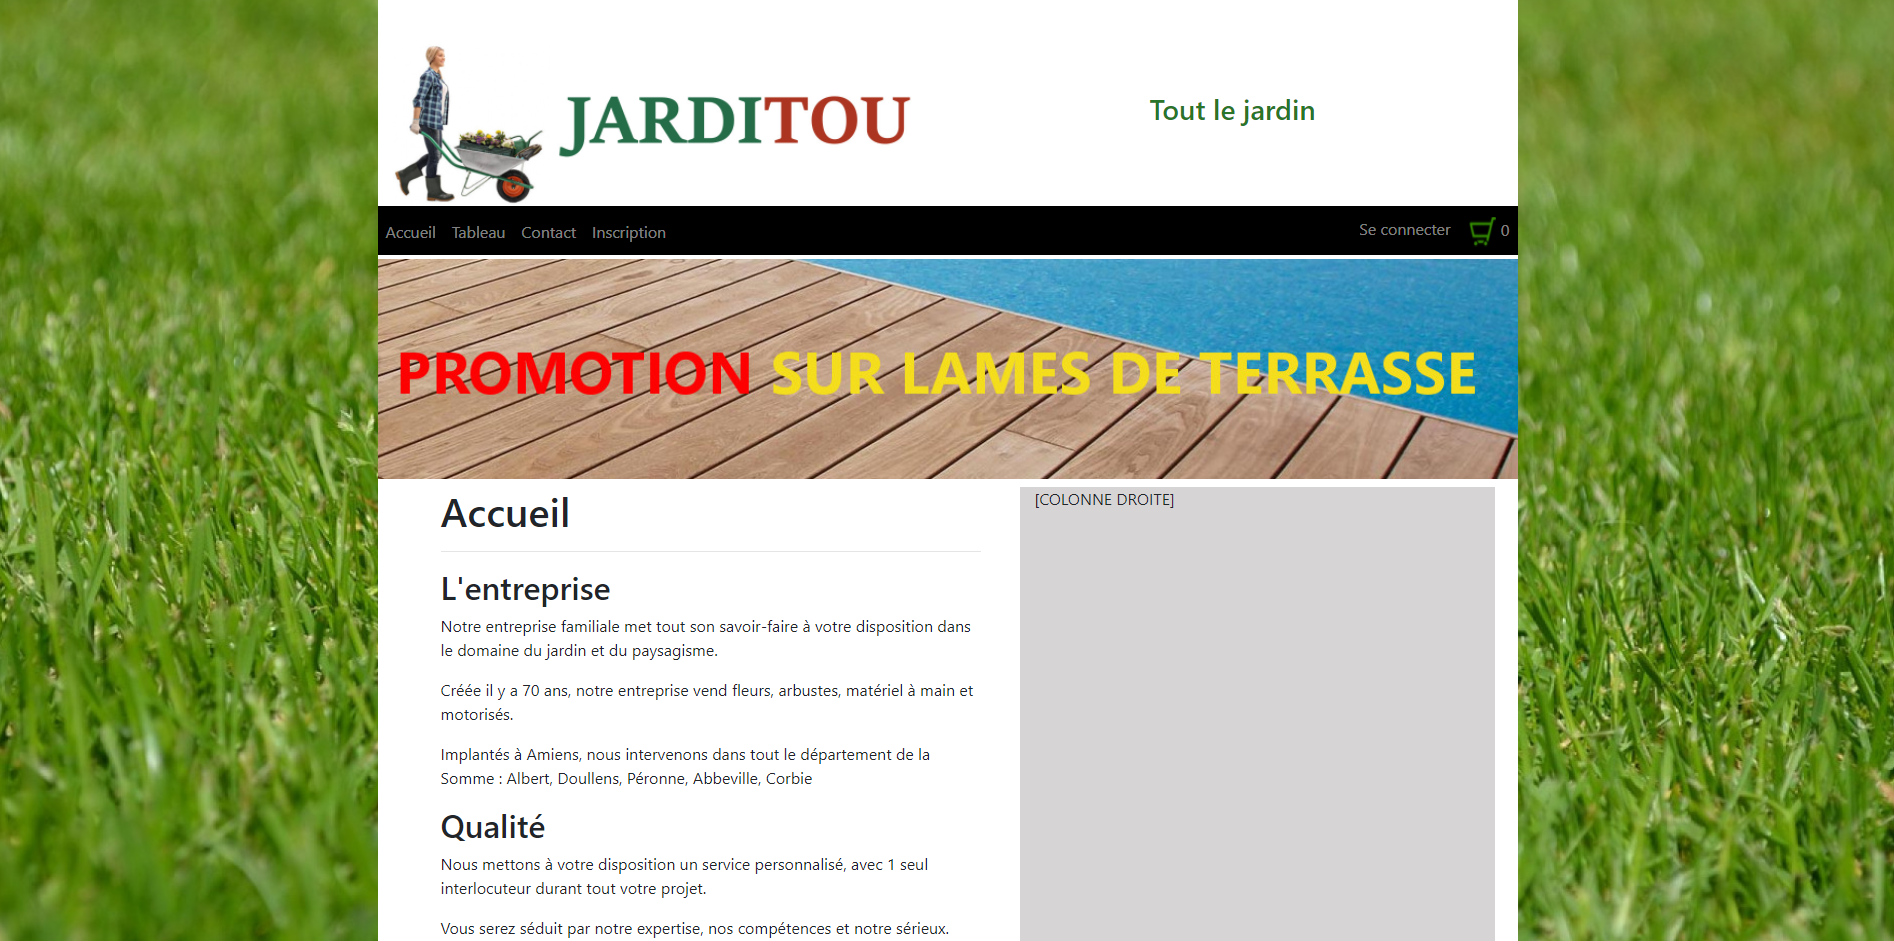 JARDITOU
Tout le jardin
Accueil Tableau Contact Inscription
Se connecter 0
PROMOTION SUR LAMES DE TERRASSE
Accueil
[COLONNE DROITE]
L'entreprise
Notre entreprise familiale met tout son savoir-faire à votre disposition dans
le domaine du jardin et du paysagisme.
Créée il y a 70 ans, notre entreprise vend fleurs, arbustes, matériel à main et
motorisés.
Implantés à Amiens, nous intervenons dans tout le département de la
Somme : Albert, Doullens, Péronne, Abbeville, Corbie
Qualité
Nous mettons à votre disposition un service personnalisé, avec 1 seul
interlocuteur durant tout votre projet.
Vous serez séduit par notre expertise, nos compétences et notre sérieux.